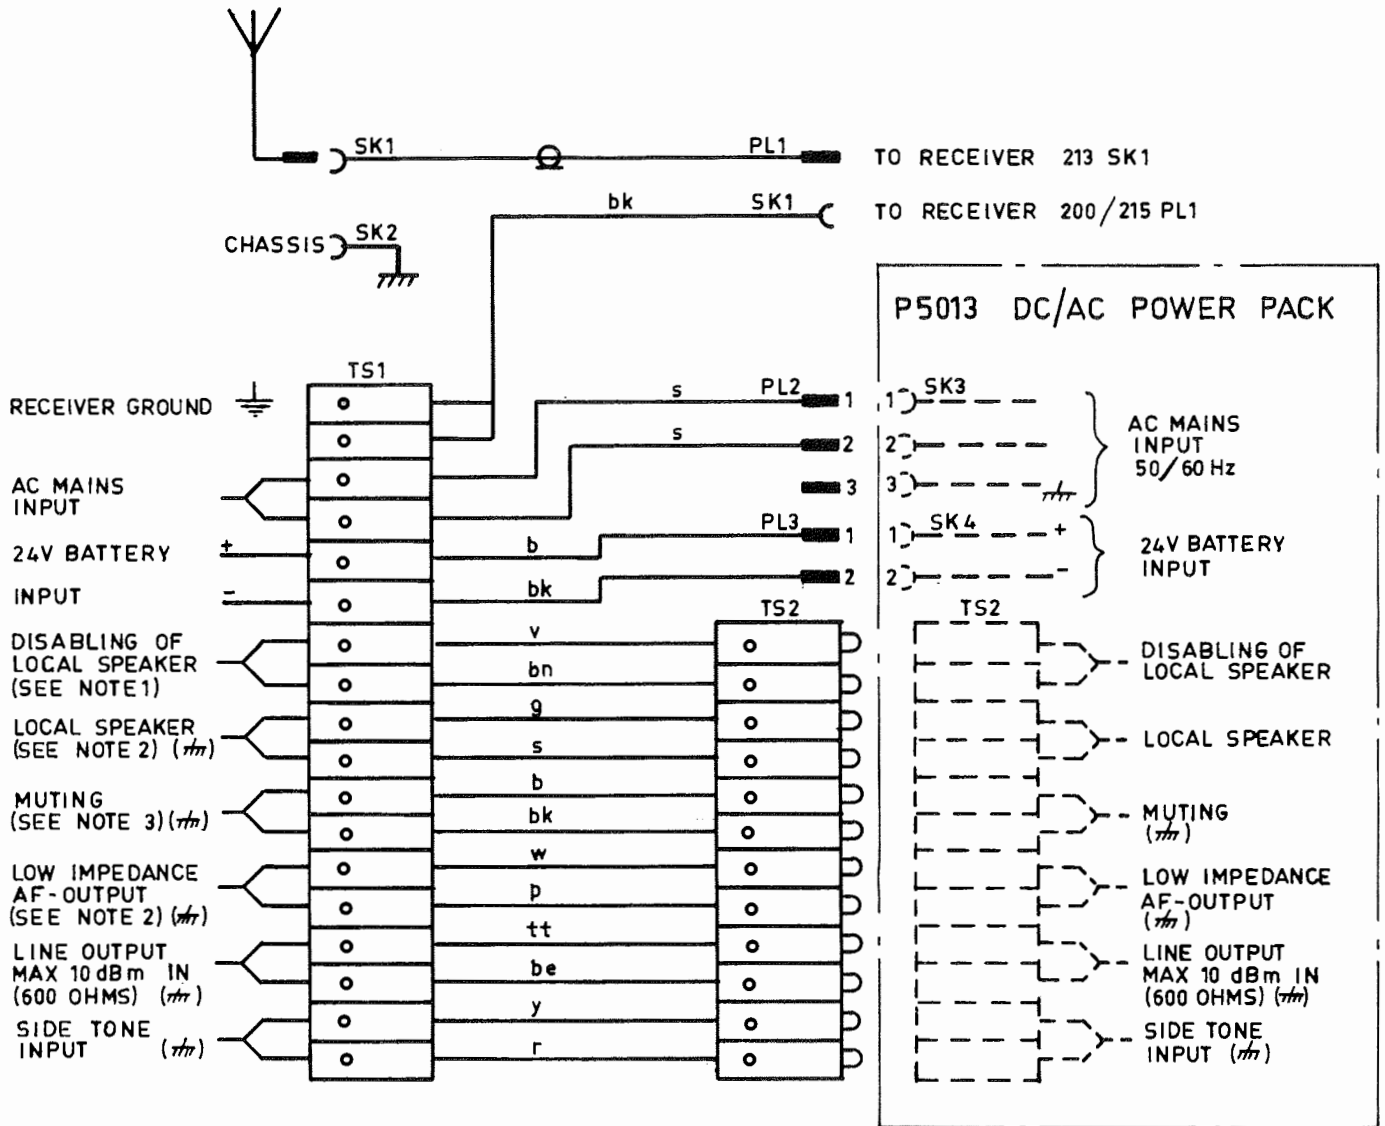 SK1
PL1
TO RECEIVER 213 SK1
bk
SK1
TO RECEIVER 200/215 PL1
CHASSIS
SK2
P5013 DC/AC POWER PACK
TS1
RECEIVER GROUND
s
PL2
1
1
SK3
s
2
2
3
3
AC MAINS
INPUT
50/60 Hz
AC MAINS
INPUT
PL3
1
1
SK4
+
24V BATTERY
+
b
2
2
-
24V BATTERY
INPUT
INPUT
-
bk
TS2
TS2
DISABLING OF
LOCAL SPEAKER
(SEE NOTE 1)
v
bn
DISABLING OF
LOCAL SPEAKER
LOCAL SPEAKER
(SEE NOTE 2) ( )
g
s
LOCAL SPEAKER
MUTING
(SEE NOTE 3) ( )
b
bk
MUTING
( )
LOW IMPEDANCE
AF-OUTPUT
(SEE NOTE 2) ( )
w
p
LOW IMPEDANCE
AF-OUTPUT
( )
LINE OUTPUT
MAX 10 dBm IN
(600 OHMS) ( )
tt
be
LINE OUTPUT
MAX 10 dBm IN
(600 OHMS) ( )
SIDE TONE
INPUT ( )
y
r
SIDE TONE
INPUT ( )